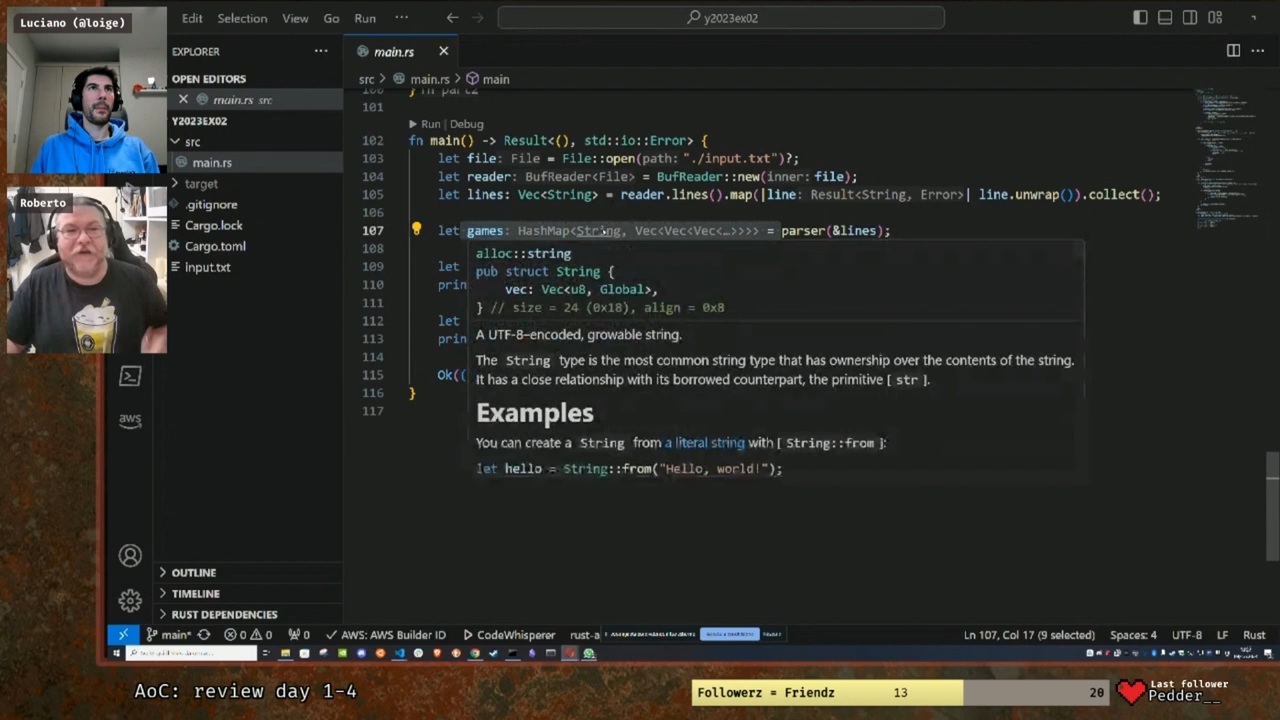 Luciano (@loige)
Roberto
Edit Selection View Go Run ···
y2023ex02
EXPLORER ···
OPEN EDITORS
main.rs src
Y2023EX02
src
main.rs
target
.gitignore
Cargo.lock
Cargo.toml
input.txt
aws
OUTLINE
TIMELINE
RUST DEPENDENCIES
main.rs
src > main.rs > main
100 } fn part2
101
Run | Debug
102 fn main() -> Result<(), std::io::Error> {
103 let file: File = File::open(path: "./input.txt")?;
104 let reader: BufReader<File> = BufReader::new(inner: file);
105 let lines: Vec<String> = reader.lines().map(|line: Result<String, Error>| line.unwrap()).collect();
106
107 let games: HashMap<String, Vec<Vec<Vec<…>>>> = parser(&lines);
108
109 let
110 prin
111
112 let
113 prin
114
115 Ok((
116 }
117
alloc::string
pub struct String {
vec: Vec<u8, Global>,
} // size = 24 (0x18), align = 0x8
A UTF-8-encoded, growable string.
The String type is the most common string type that has ownership over the contents of the string.
It has a close relationship with its borrowed counterpart, the primitive [ str ].
Examples
You can create a String from a literal string with [ String::from ]:
let hello = String::from("Hello, world!");
main* 0 0 0 AWS: AWS Builder ID CodeWhisperer rust-a
Ln 107, Col 17 (9 selected) Spaces: 4 UTF-8 LF Rust
AoC: review day 1-4
Followerz = Friendz 13 20
Last follower
Pedder__